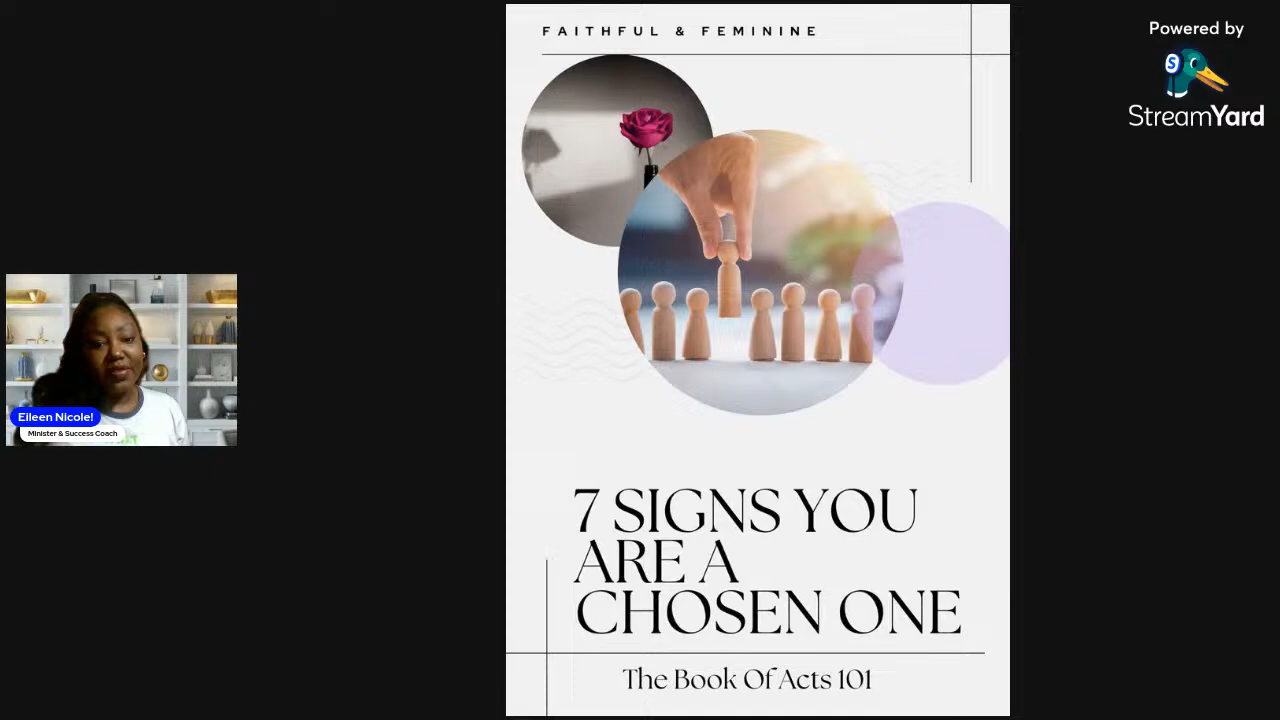 FAITHFUL & FEMININE
Powered by
S
StreamYard
Eileen Nicole!
Minister & Success Coach
7 SIGNS YOU
ARE A
CHOSEN ONE
The Book Of Acts 101